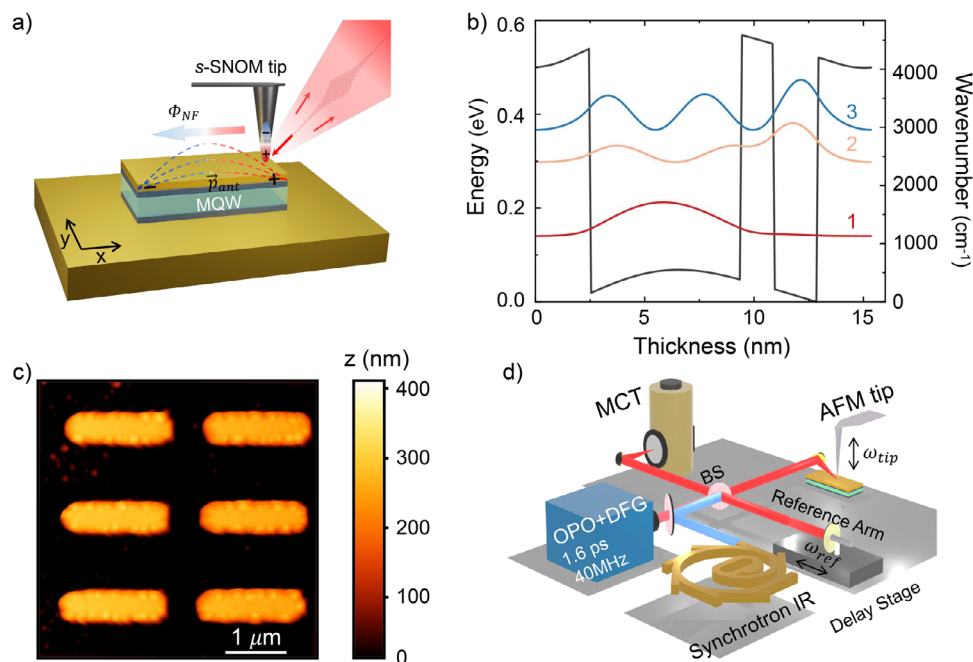 a)
s-SNOM tip
Φ_NF
+
+
p⃗_ant
MQW
y
x
b)
0.6
0.4
0.2
0.0
Energy (eV)
3
2
1
4000
3000
2000
1000
0
Wavenumber (cm⁻¹)
0
5
10
15
Thickness (nm)
c)
z (nm)
400
300
200
100
0
1 μm
d)
MCT
AFM tip
ω_tip
BS
OPO+DFG
1.6 ps
40MHz
Reference Arm
ω_ref
Synchrotron IR
Delay Stage